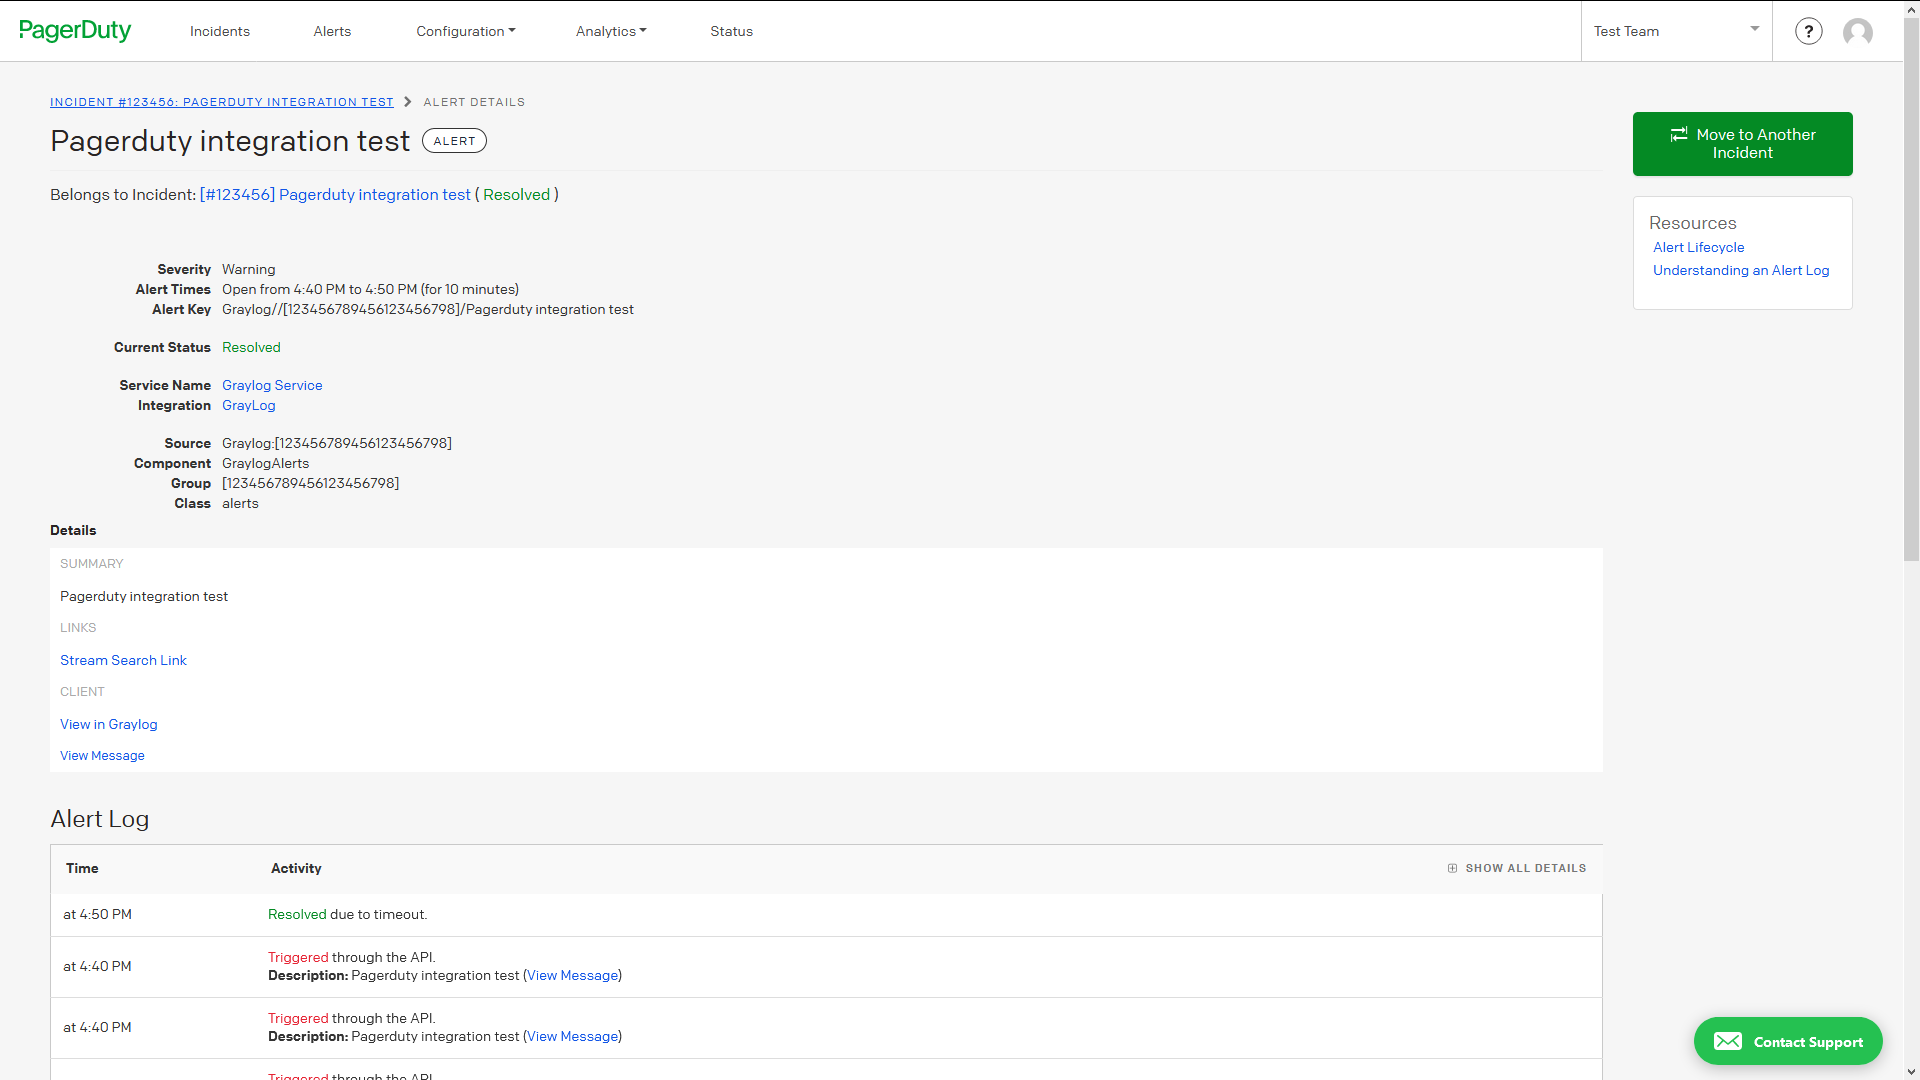 PagerDuty
Incidents
Alerts
Configuration
Analytics
Status
Test Team
?
INCIDENT #123456: PAGERDUTY INTEGRATION TEST > ALERT DETAILS
Pagerduty integration test ALERT
Belongs to Incident: [#123456] Pagerduty integration test ( Resolved )
Move to Another
Incident
Resources
Alert Lifecycle
Understanding an Alert Log
Severity Warning
Alert Times Open from 4:40 PM to 4:50 PM (for 10 minutes)
Alert Key Graylog//[123456789456123456798]/Pagerduty integration test
Current Status Resolved
Service Name Graylog Service
Integration GrayLog
Source Graylog:[123456789456123456798]
Component GraylogAlerts
Group [123456789456123456798]
Class alerts
Details
SUMMARY
Pagerduty integration test
LINKS
Stream Search Link
CLIENT
View in Graylog
View Message
Alert Log
Time Activity SHOW ALL DETAILS
at 4:50 PM Resolved due to timeout.
at 4:40 PM Triggered through the API.
Description: Pagerduty integration test (View Message)
at 4:40 PM Triggered through the API.
Description: Pagerduty integration test (View Message)
Triggered through the API.
Contact Support